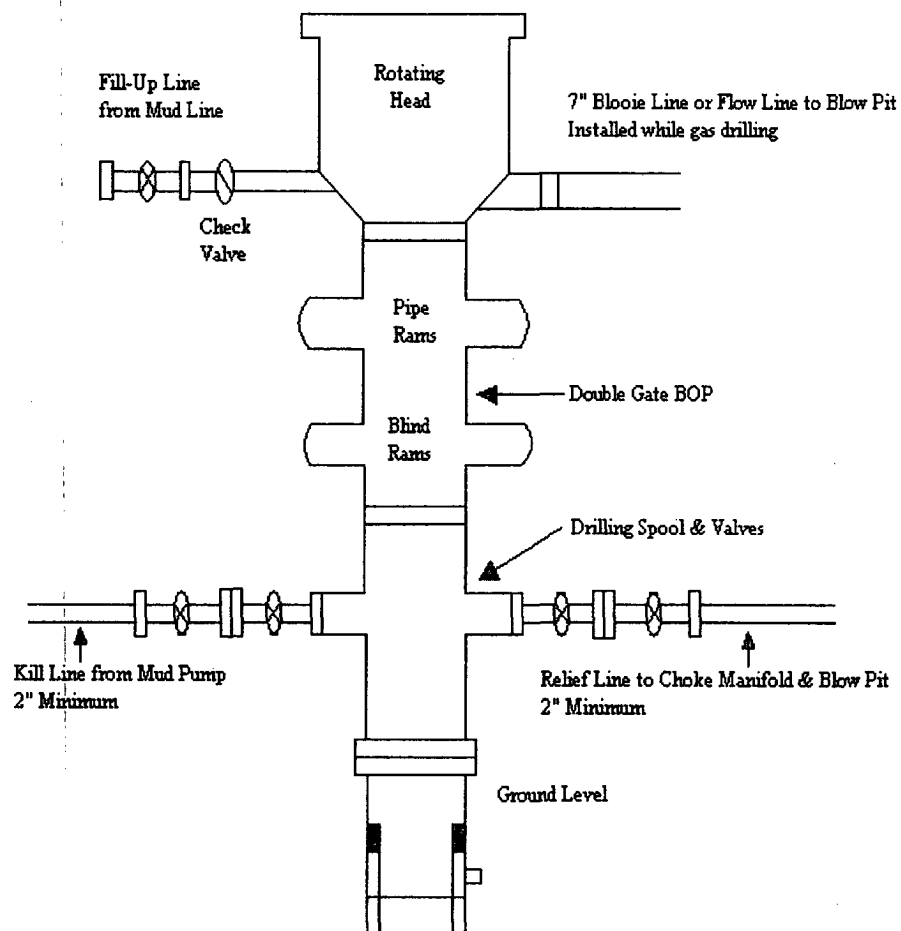 Rotating
Head
Fill-Up Line
from Mud Line
7" Blooie Line or Flow Line to Blow Pit
Installed while gas drilling
Check
Valve
Pipe
Rams
Double Gate BOP
Blind
Rams
Drilling Spool & Valves
Kill Line from Mud Pump
2" Minimum
Relief Line to Choke Manifold & Blow Pit
2" Minimum
Ground Level